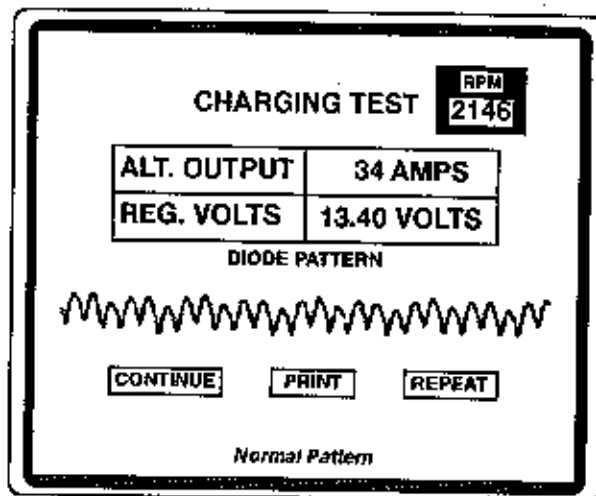 RPM
CHARGING TEST 2146
ALT. OUTPUT 34 AMPS
REG. VOLTS 13.40 VOLTS
DIODE PATTERN
CONTINUE PRINT REPEAT
Normal Pattern